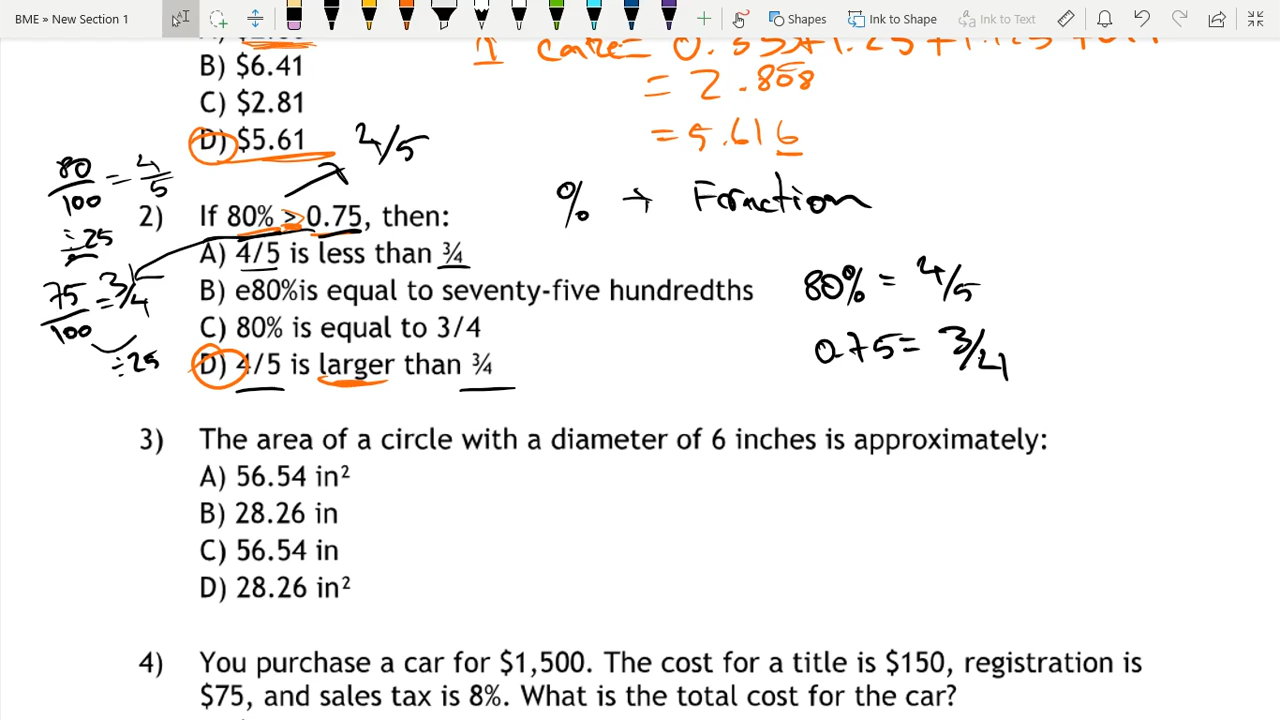 BME » New Section 1
Shapes
Ink to Shape
Ink to Text
care = 0.
B) $6.41
= 2.808
C) $2.81
D) $5.61
= 5.616
4/5
80/100 = 4/5
% → Fraction
2) If 80% > 0.75, then:
÷25
A) 4/5 is less than ¾
75/100 = 3/4
B) e80%is equal to seventy-five hundredths
80% = 4/5
C) 80% is equal to 3/4
0.75 = 3/4
÷25
D) 4/5 is larger than ¾
3) The area of a circle with a diameter of 6 inches is approximately:
A) 56.54 in²
B) 28.26 in
C) 56.54 in
D) 28.26 in²
4) You purchase a car for $1,500. The cost for a title is $150, registration is
$75, and sales tax is 8%. What is the total cost for the car?